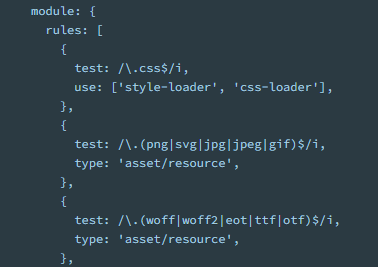 module: {
rules: [
{
test: /\.css$/i,
use: ['style-loader', 'css-loader'],
},
{
test: /\.(png|svg|jpg|jpeg|gif)$/i,
type: 'asset/resource',
},
{
test: /\.(woff|woff2|eot|ttf|otf)$/i,
type: 'asset/resource',
},